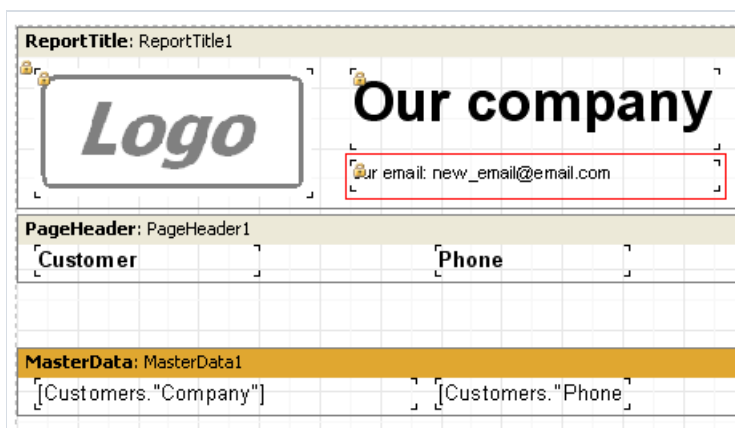 ReportTitle: ReportTitle1
Logo
Our company
ur email: new_email@email.com
PageHeader: PageHeader1
Customer Phone
MasterData: MasterData1
[Customers."Company"] [Customers."Phone